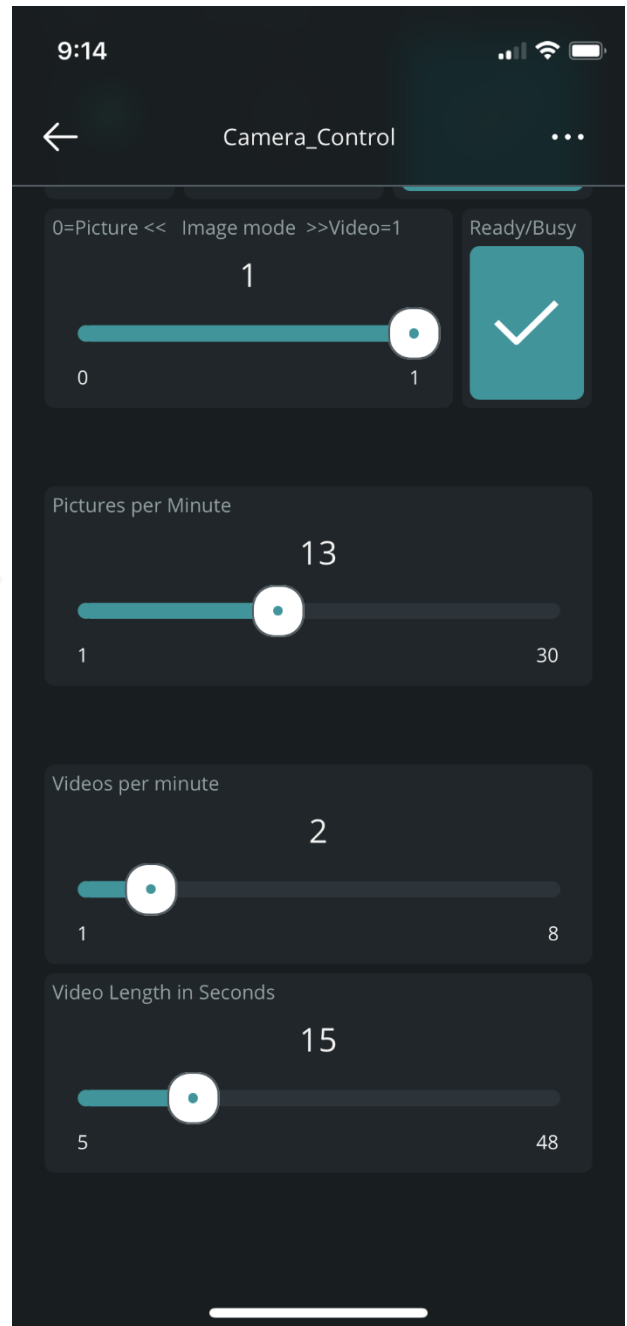 9:14
Camera_Control
0=Picture <<   Image mode  >>Video=1
Ready/Busy
1
0
1
Pictures per Minute
13
1
30
Videos per minute
2
1
8
Video Length in Seconds
15
5
48